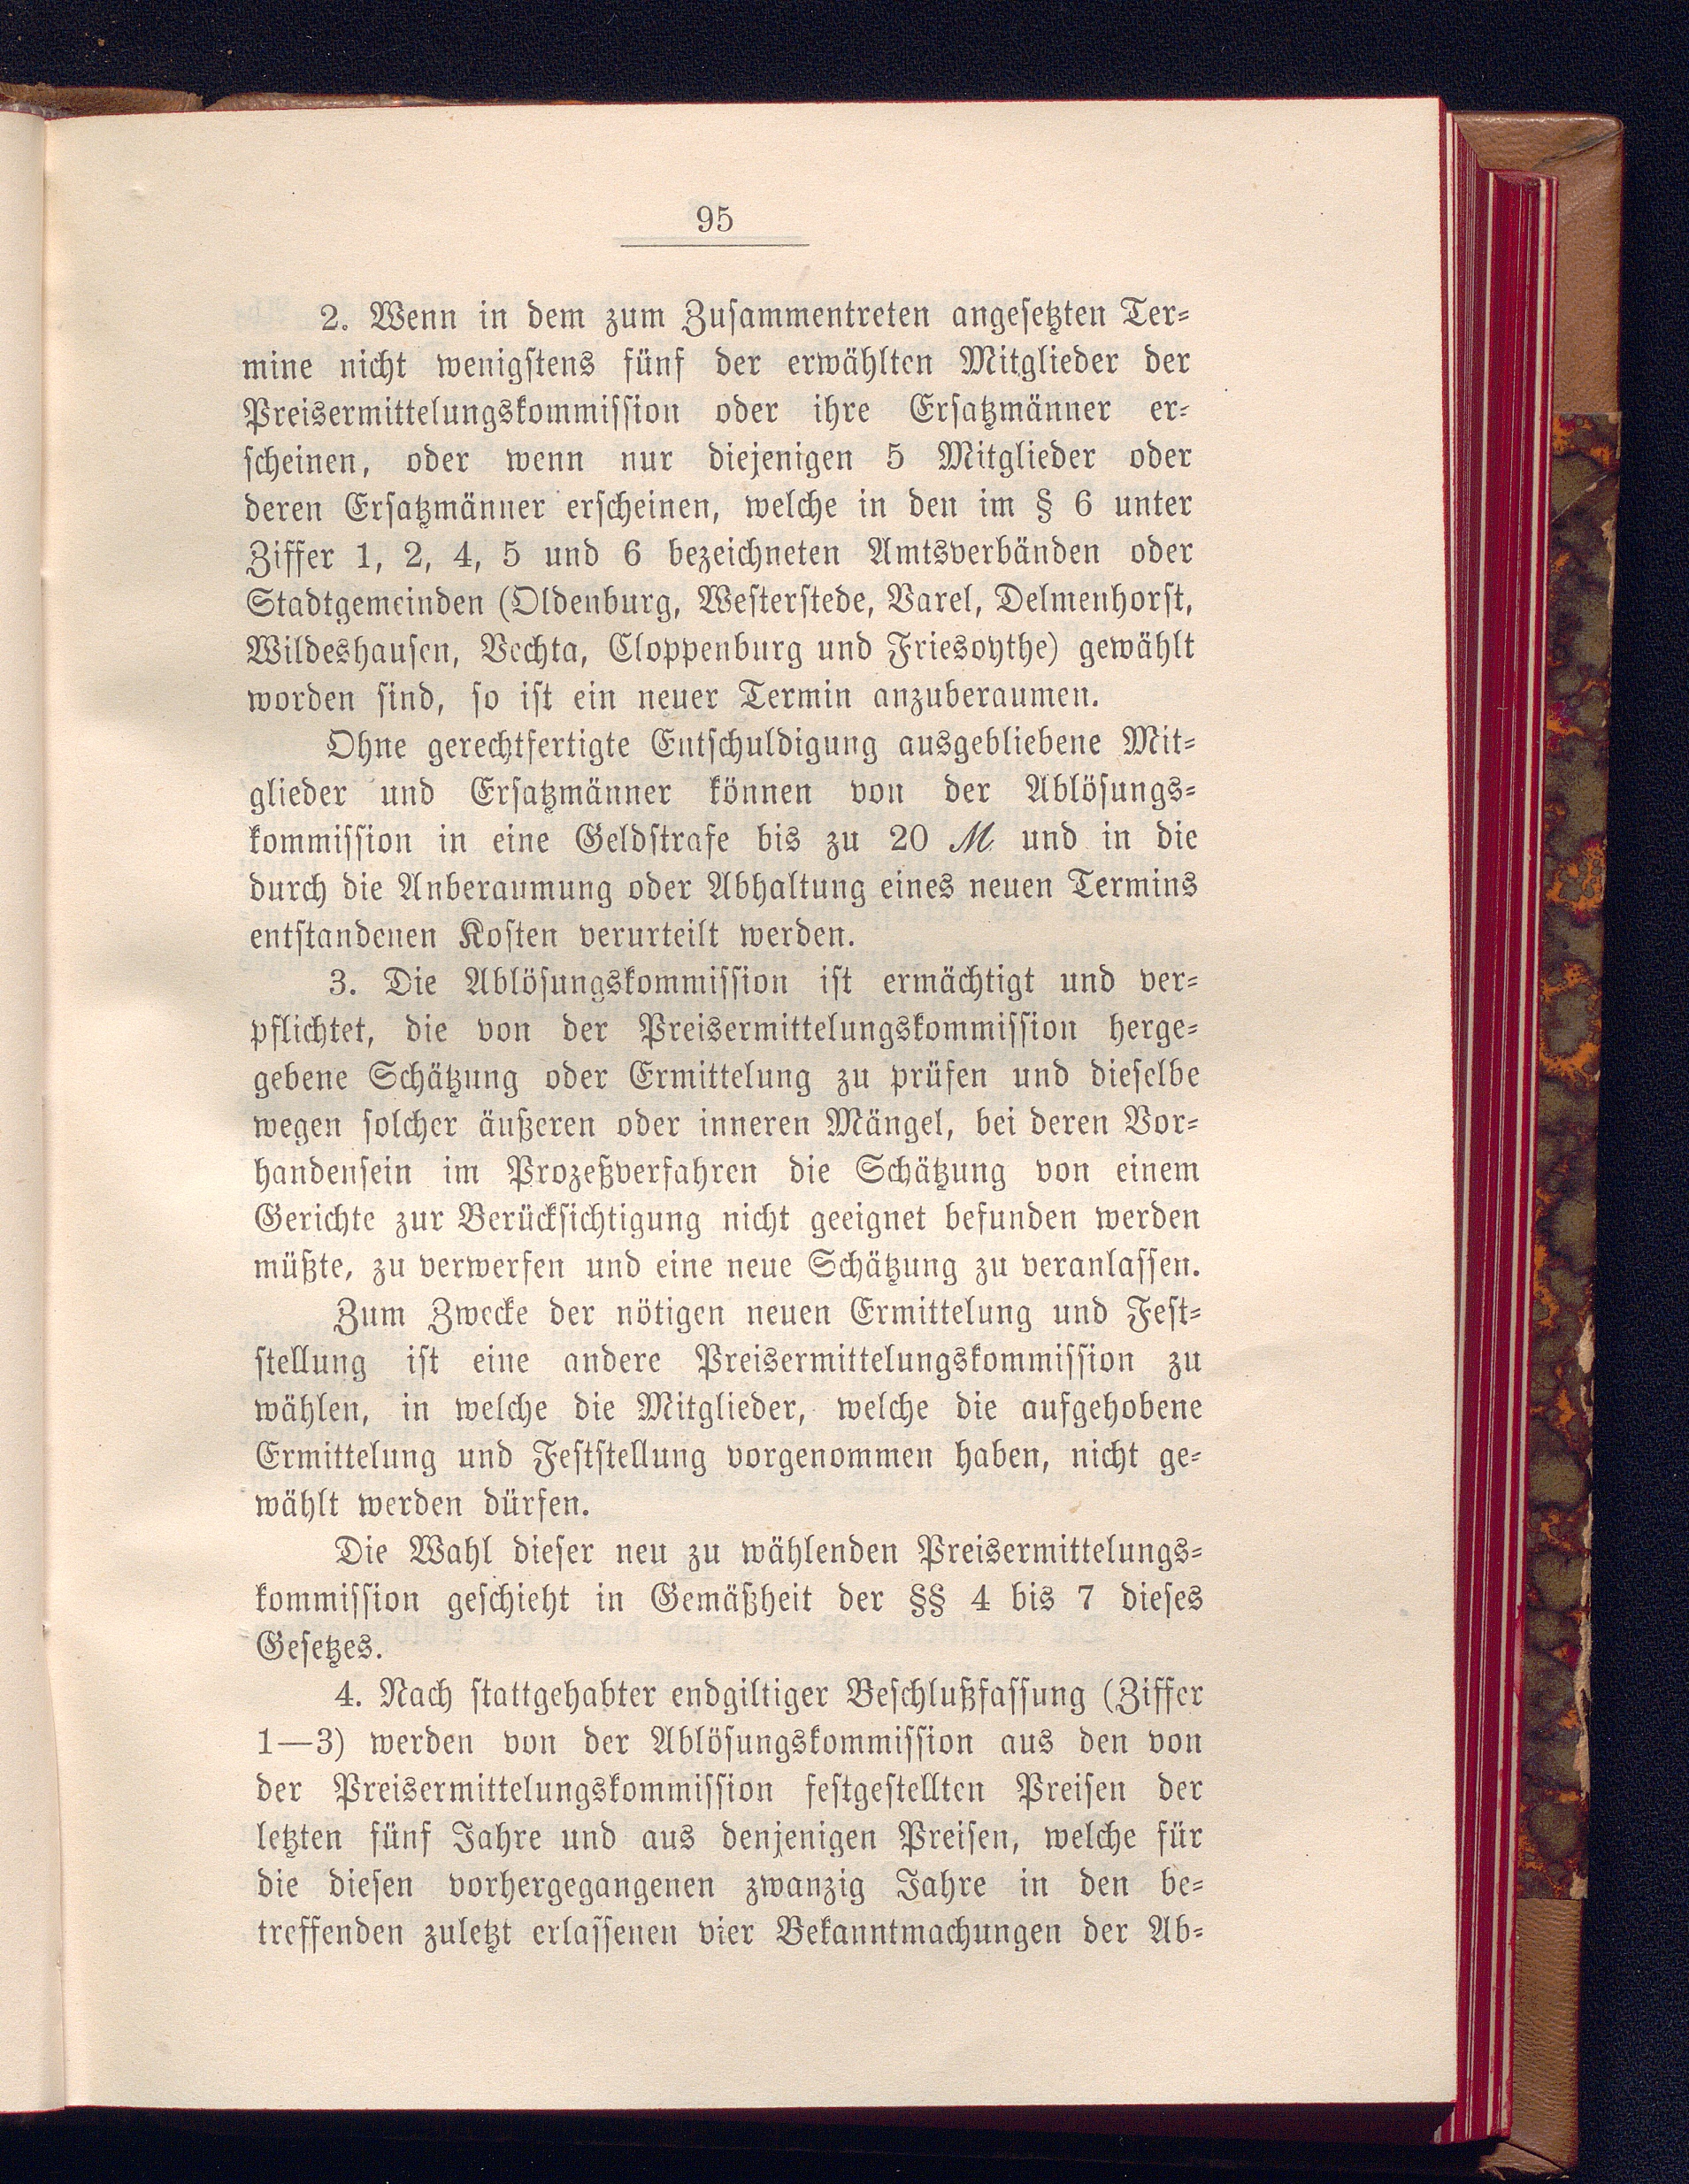 95
2. Wenn in dem zum Zusammentreten angesetzten Ter-
mine nicht wenigstens fünf der erwählten Mitglieder der
Preisermittelungskommission oder ihre Ersatzmänner er-
scheinen, oder wenn nur diejenigen 5 Mitglieder oder
deren Ersatzmänner erscheinen, welche in den im § 6 unter
Ziffer 1, 2, 4, 5 und 6 bezeichneten Amtsverbänden oder
Stadtgemeinden (Oldenburg, Westerstede, Varel, Delmenhorst,
Wildeshausen, Vechta, Cloppenburg und Friesoythe) gewählt
worden sind, so ist ein neuer Termin anzuberaumen.
Ohne gerechtfertigte Entschuldigung ausgebliebene Mit-
glieder und Ersatzmänner können von der Ablösungs-
kommission in eine Geldstrafe bis zu 20 M. und in die
durch die Anberaumung oder Abhaltung eines neuen Termins
entstandenen Kosten verurteilt werden.
3. Die Ablösungskommission ist ermächtigt und ver-
pflichtet, die von der Preisermittelungskommission herge-
gebene Schätzung oder Ermittelung zu prüfen und dieselbe
wegen solcher äußeren oder inneren Mängel, bei deren Vor-
handensein im Prozeßverfahren die Schätzung von einem
Gerichte zur Berücksichtigung nicht geeignet befunden werden
müßte, zu verwerfen und eine neue Schätzung zu veranlassen.
Zum Zwecke der nötigen neuen Ermittelung und Fest-
stellung ist eine andere Preisermittelungskommission zu
wählen, in welche die Mitglieder, welche die aufgehobene
Ermittelung und Feststellung vorgenommen haben, nicht ge-
wählt werden dürfen.
Die Wahl dieser neu zu wählenden Preisermittelungs-
kommission geschieht in Gemäßheit der §§ 4 bis 7 dieses
Gesetzes.
4. Nach stattgehabter endgiltiger Beschlußfassung (Ziffer
1—3) werden von der Ablösungskommission aus den von
der Preisermittelungskommission festgestellten Preisen der
letzten fünf Jahre und aus denjenigen Preisen, welche für
die diesen vorhergegangenen zwanzig Jahre in den be-
treffenden zuletzt erlassenen vier Bekanntmachungen der Ab-